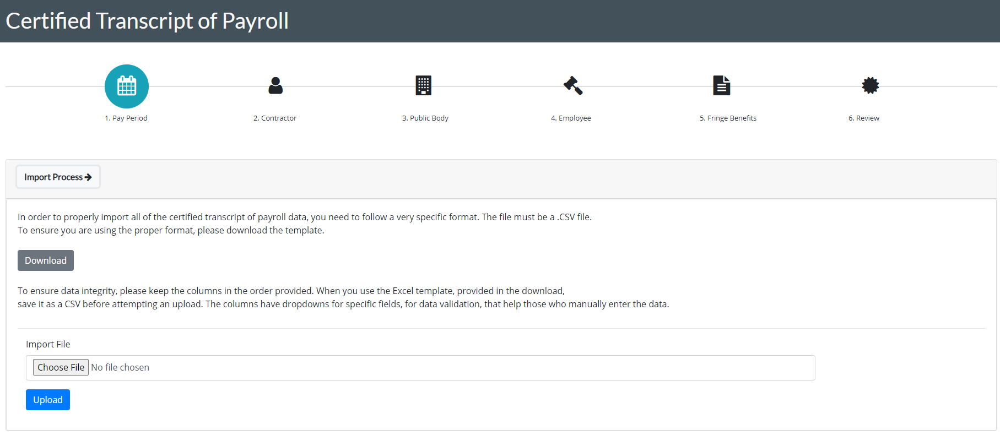 Certified Transcript of Payroll
1. Pay Period
2. Contractor
3. Public Body
4. Employee
5. Fringe Benefits
6. Review
Import Process
In order to properly import all of the certified transcript of payroll data, you need to follow a very specific format. The file must be a .CSV file.
To ensure you are using the proper format, please download the template.
Download
To ensure data integrity, please keep the columns in the order provided. When you use the Excel template, provided in the download,
save it as a CSV before attempting an upload. The columns have dropdowns for specific fields, for data validation, that help those who manually enter the data.
Import File
Choose File No file chosen
Upload